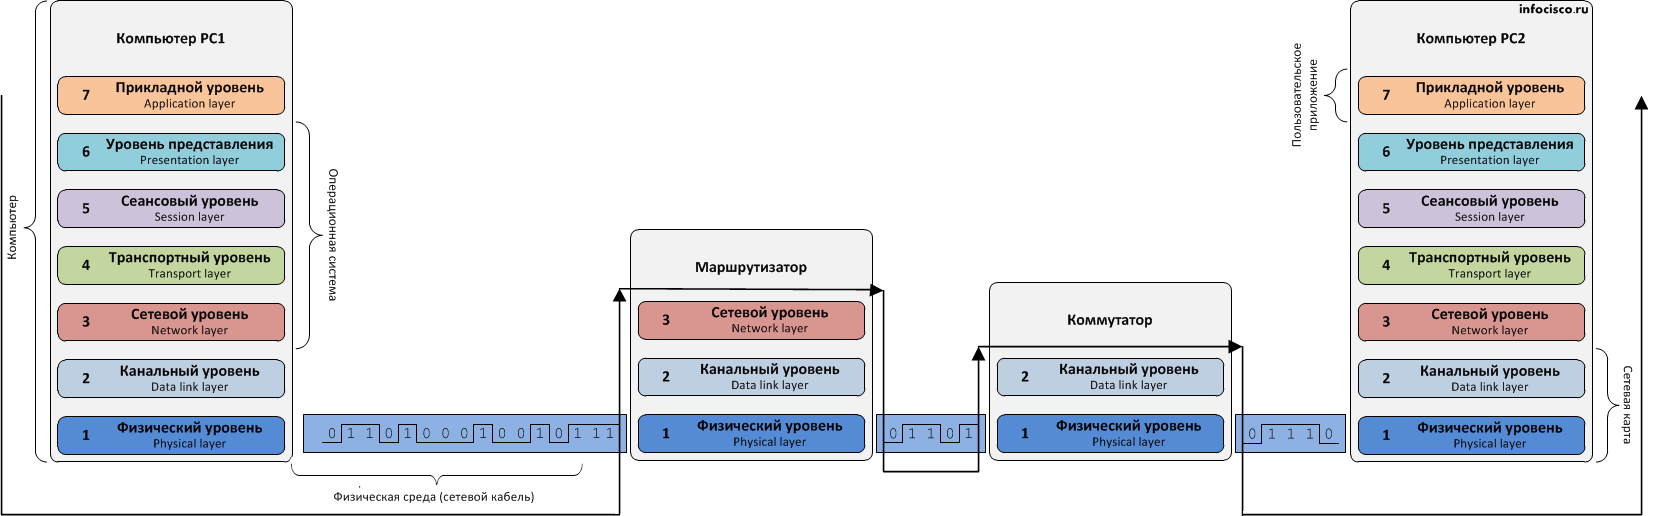 infocisco.ru
Компьютер PC1
7 Прикладной уровень
Application layer
6 Уровень представления
Presentation layer
5 Сеансовый уровень
Session layer
4 Транспортный уровень
Transport layer
3 Сетевой уровень
Network layer
2 Канальный уровень
Data link layer
1 Физический уровень
Physical layer
Компьютер
Операционная система
0 1 1 0 1 0 0 0 1 0 0 1 0 1 1 1
Физическая среда (сетевой кабель)
Маршрутизатор
3 Сетевой уровень
Network layer
2 Канальный уровень
Data link layer
1 Физический уровень
Physical layer
0 1 1 0 1
Коммутатор
2 Канальный уровень
Data link layer
1 Физический уровень
Physical layer
0 1 1 1 0
Пользовательское
приложение
Компьютер PC2
7 Прикладной уровень
Application layer
6 Уровень представления
Presentation layer
5 Сеансовый уровень
Session layer
4 Транспортный уровень
Transport layer
3 Сетевой уровень
Network layer
2 Канальный уровень
Data link layer
1 Физический уровень
Physical layer
Сетевая карта